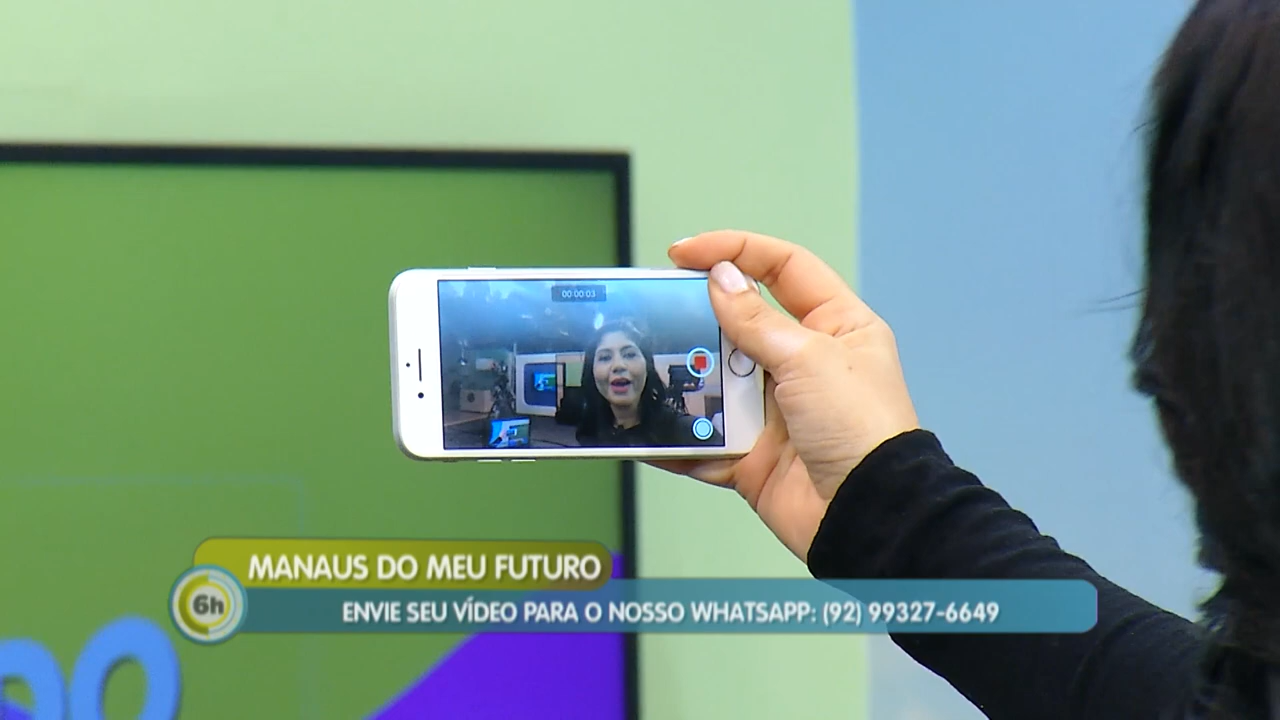 00:00:03
MANAUS DO MEU FUTURO
6h
ENVIE SEU VÍDEO PARA O NOSSO WHATSAPP: (92) 99327-6649